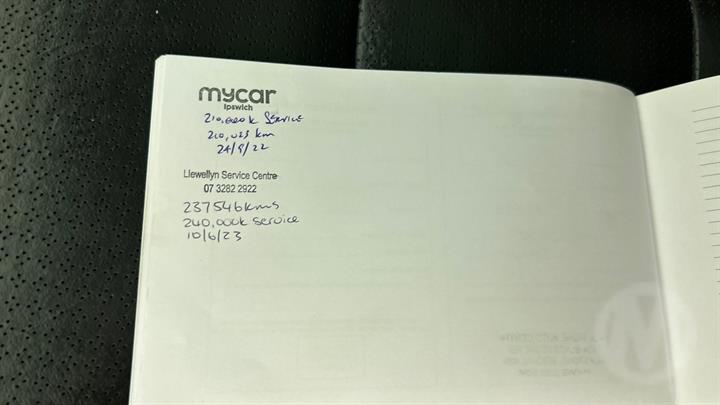 mycar
Ipswich
210,000k Service
210,023 km
24/9/22
Llewellyn Service Centre
07 3282 2922
237546kms
240,000k service
10/6/23
M